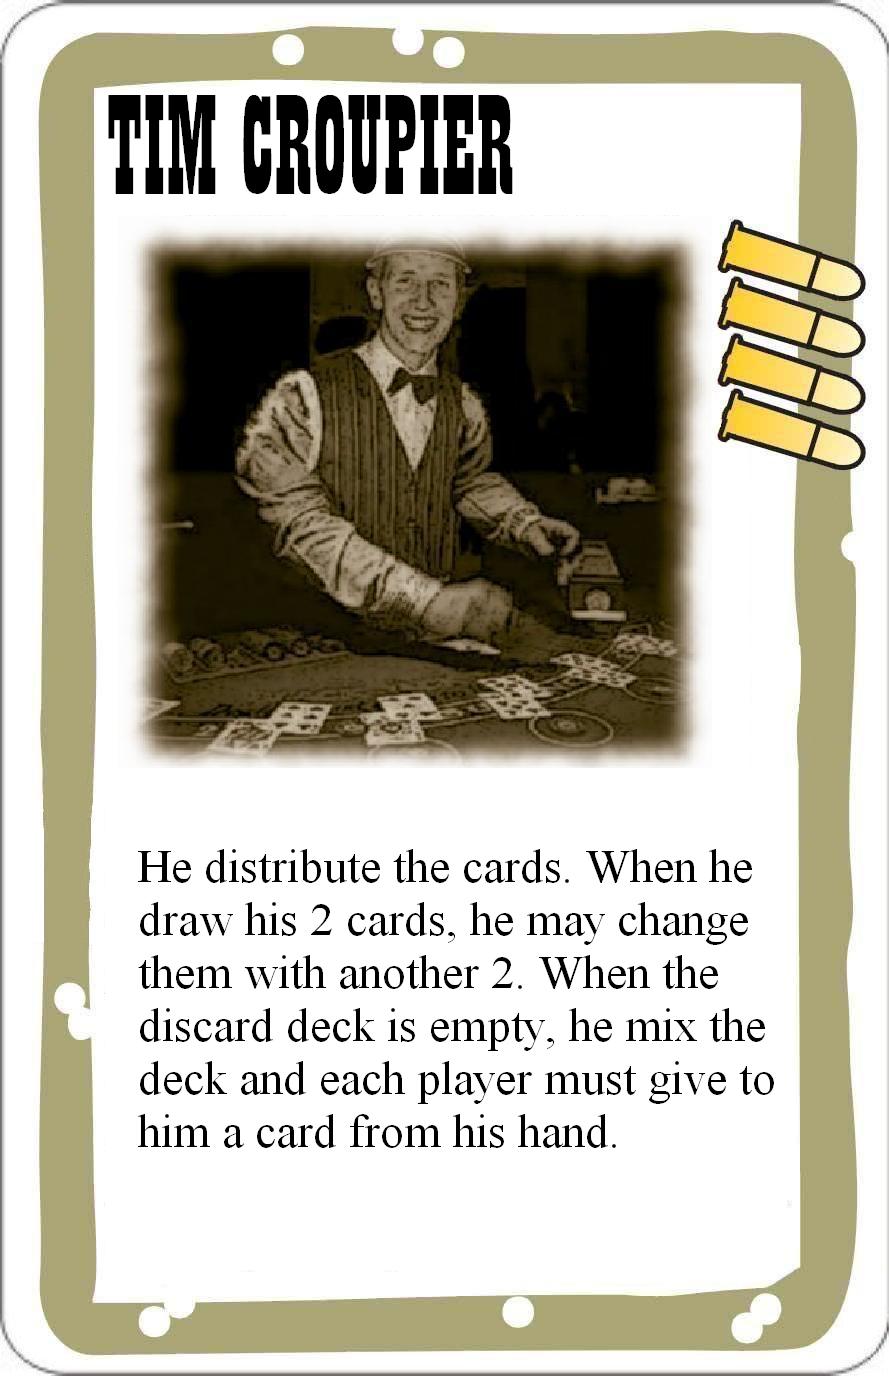 TIM CROUPIER
He distribute the cards. When he
draw his 2 cards, he may change
them with another 2. When the
discard deck is empty, he mix the
deck and each player must give to
him a card from his hand.